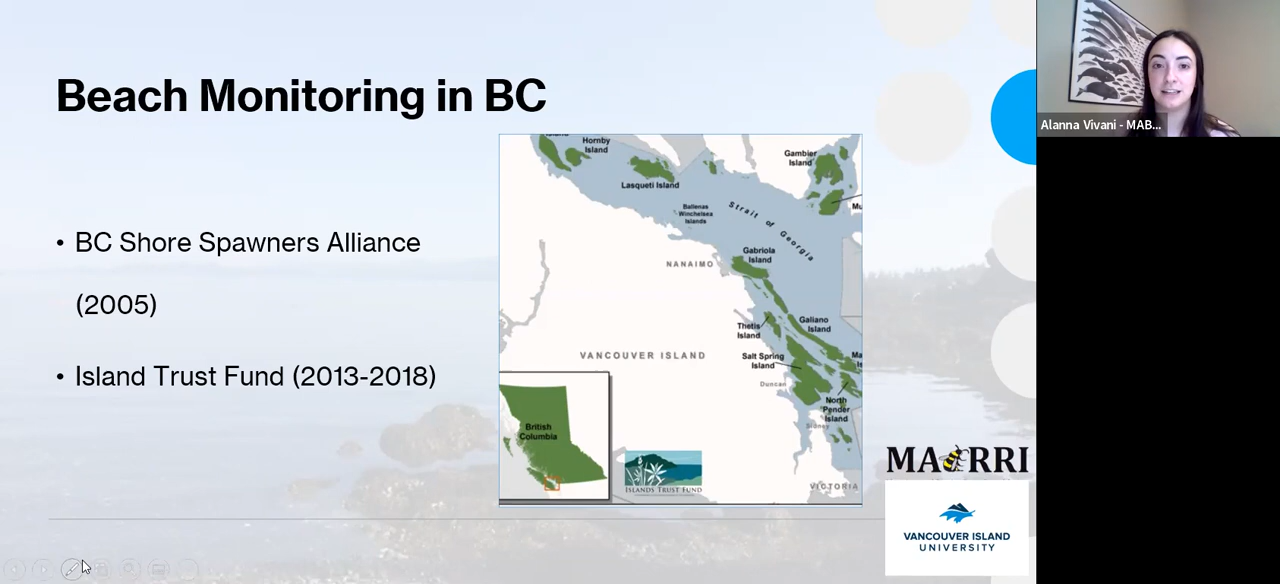 Beach Monitoring in BC
• BC Shore Spawners Alliance
(2005)
• Island Trust Fund (2013-2018)
Hornby
Island
Lasqueti Island
Gambier
Island
Ballenas
Winchelsea
Islands
Strait of Georgia
Gabriola
Island
NANAIMO
Thetis
Island
Galiano
Island
VANCOUVER ISLAND
Salt Spring
Island
Duncan
North
Pender
Island
Sidney
British
Columbia
ISLANDS TRUST FUND
VICTORIA
MABRRI
VANCOUVER ISLAND
UNIVERSITY
Alanna Vivani - MAB...